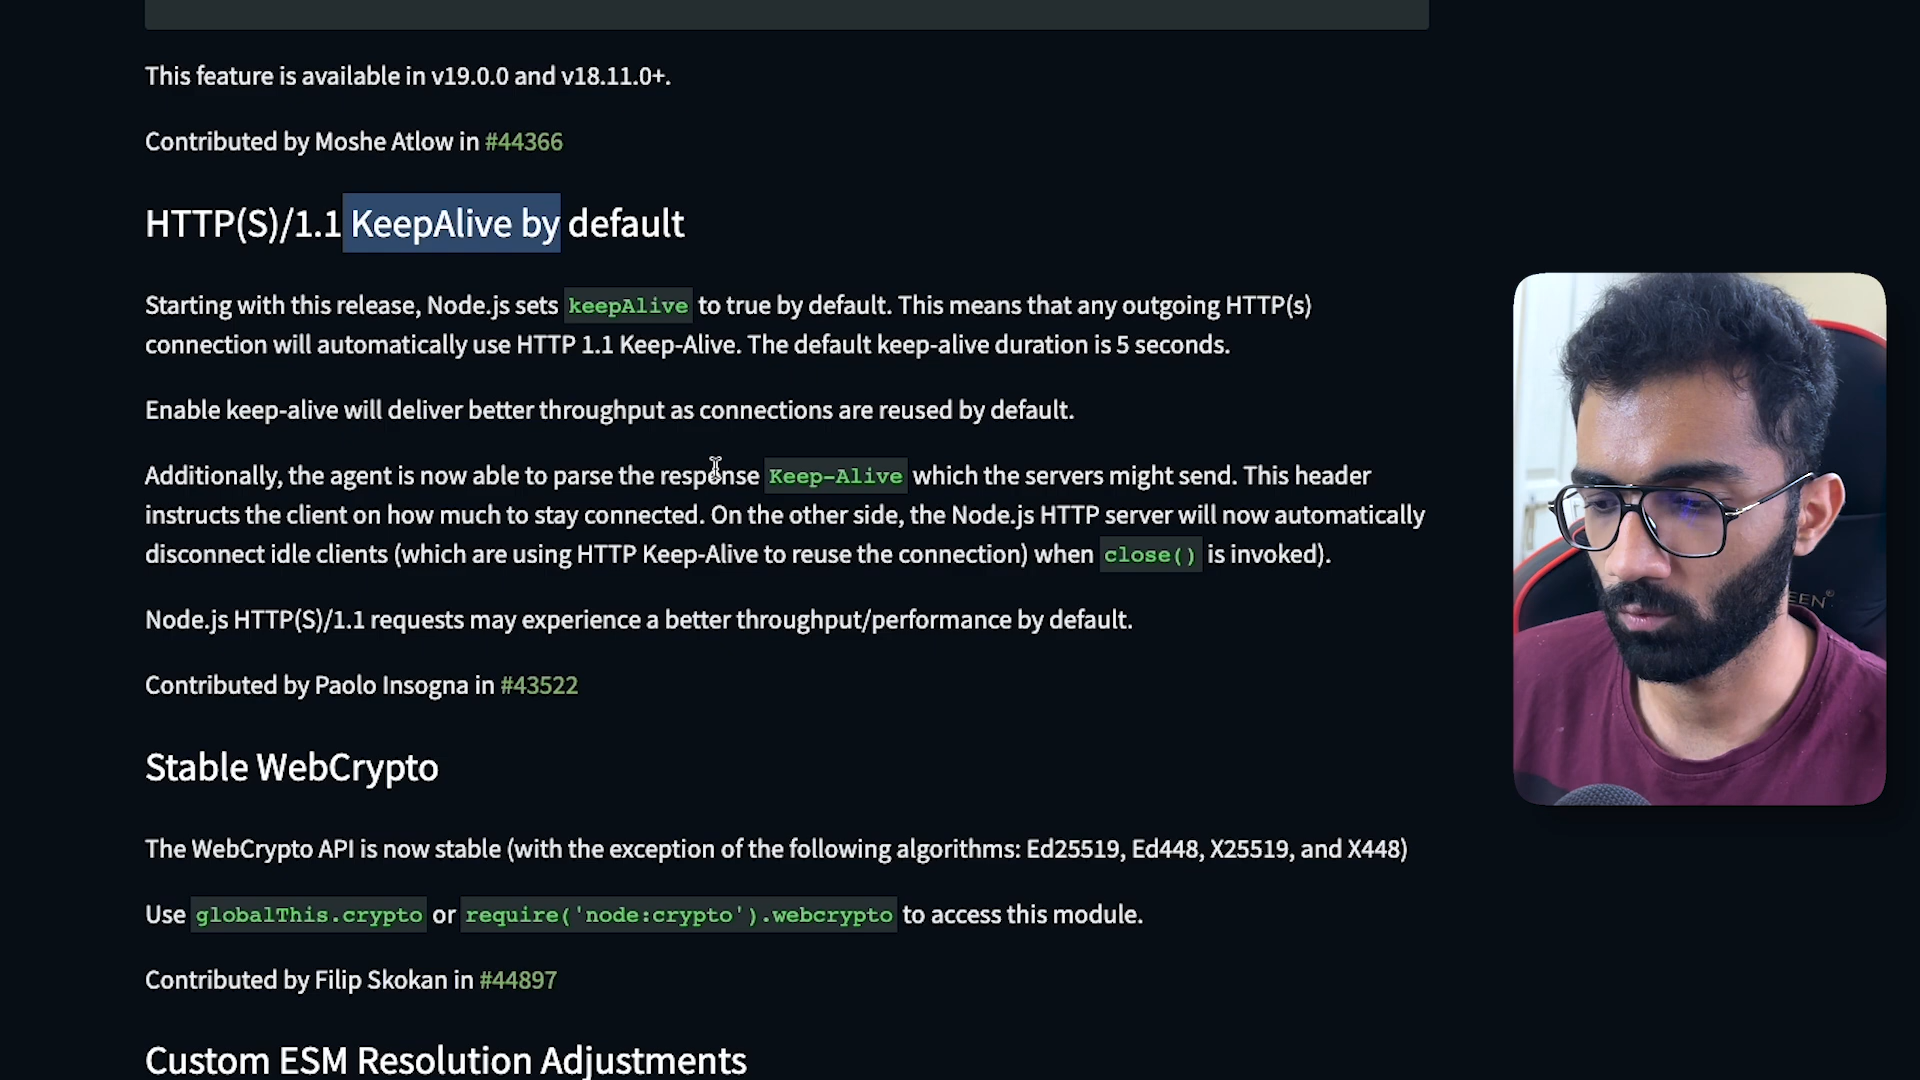 This feature is available in v19.0.0 and v18.11.0+.
Contributed by Moshe Atlow in #44366
HTTP(S)/1.1 KeepAlive by default
Starting with this release, Node.js sets keepAlive to true by default. This means that any outgoing HTTP(s)
connection will automatically use HTTP 1.1 Keep-Alive. The default keep-alive duration is 5 seconds.
Enable keep-alive will deliver better throughput as connections are reused by default.
Additionally, the agent is now able to parse the response Keep-Alive which the servers might send. This header
instructs the client on how much to stay connected. On the other side, the Node.js HTTP server will now automatically
disconnect idle clients (which are using HTTP Keep-Alive to reuse the connection) when close() is invoked).
Node.js HTTP(S)/1.1 requests may experience a better throughput/performance by default.
Contributed by Paolo Insogna in #43522
Stable WebCrypto
The WebCrypto API is now stable (with the exception of the following algorithms: Ed25519, Ed448, X25519, and X448)
Use globalThis.crypto or require('node:crypto').webcrypto to access this module.
Contributed by Filip Skokan in #44897
Custom ESM Resolution Adjustments